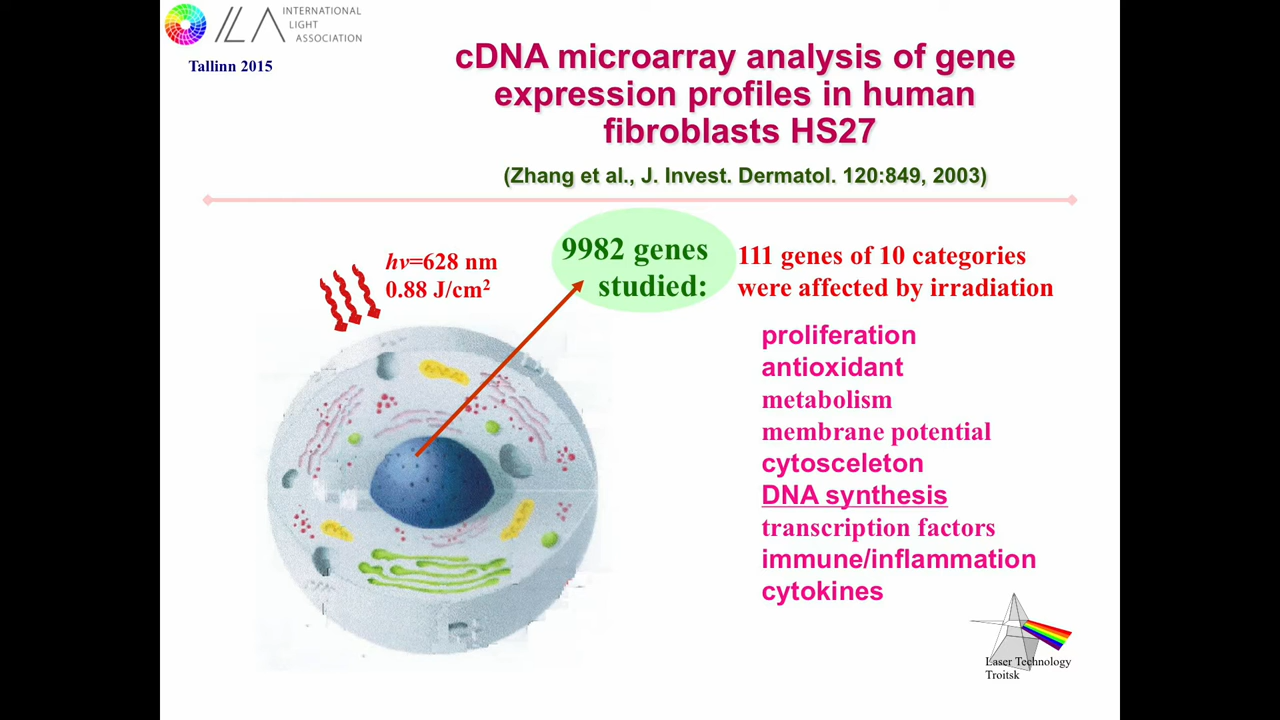 ILA
INTERNATIONAL
LIGHT
ASSOCIATION
Tallinn 2015
cDNA microarray analysis of gene
expression profiles in human
fibroblasts HS27
(Zhang et al., J. Invest. Dermatol. 120:849, 2003)
hν=628 nm
0.88 J/cm²
9982 genes
studied:
111 genes of 10 categories
were affected by irradiation
proliferation
antioxidant
metabolism
membrane potential
cytosceleton
DNA synthesis
transcription factors
immune/inflammation
cytokines
Laser Technology
Troitsk